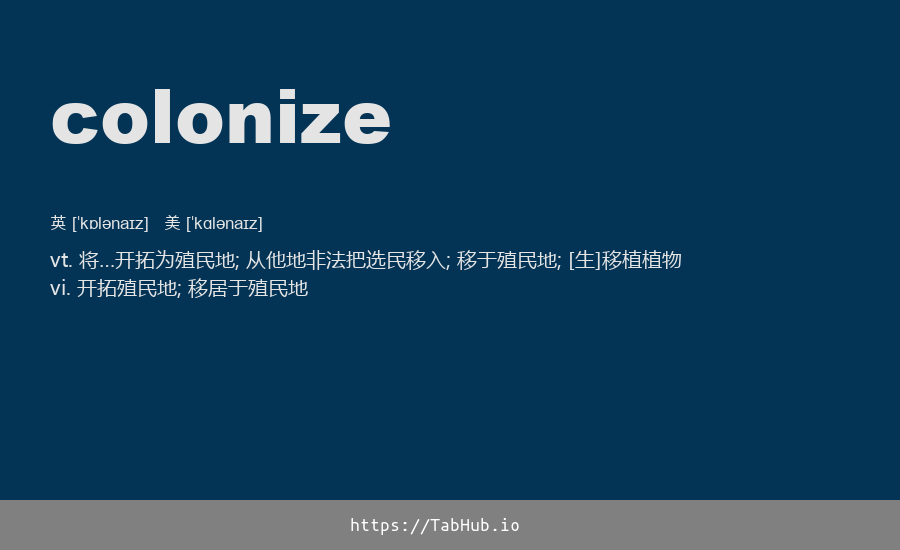 colonize
英 [ˈkɒlənaɪz] 美 [ˈkɑlənaɪz]
vt. 将...开拓为殖民地; 从他地非法把选民移入; 移于殖民地; [生]移植植物
vi. 开拓殖民地; 移居于殖民地
https://TabHub.io